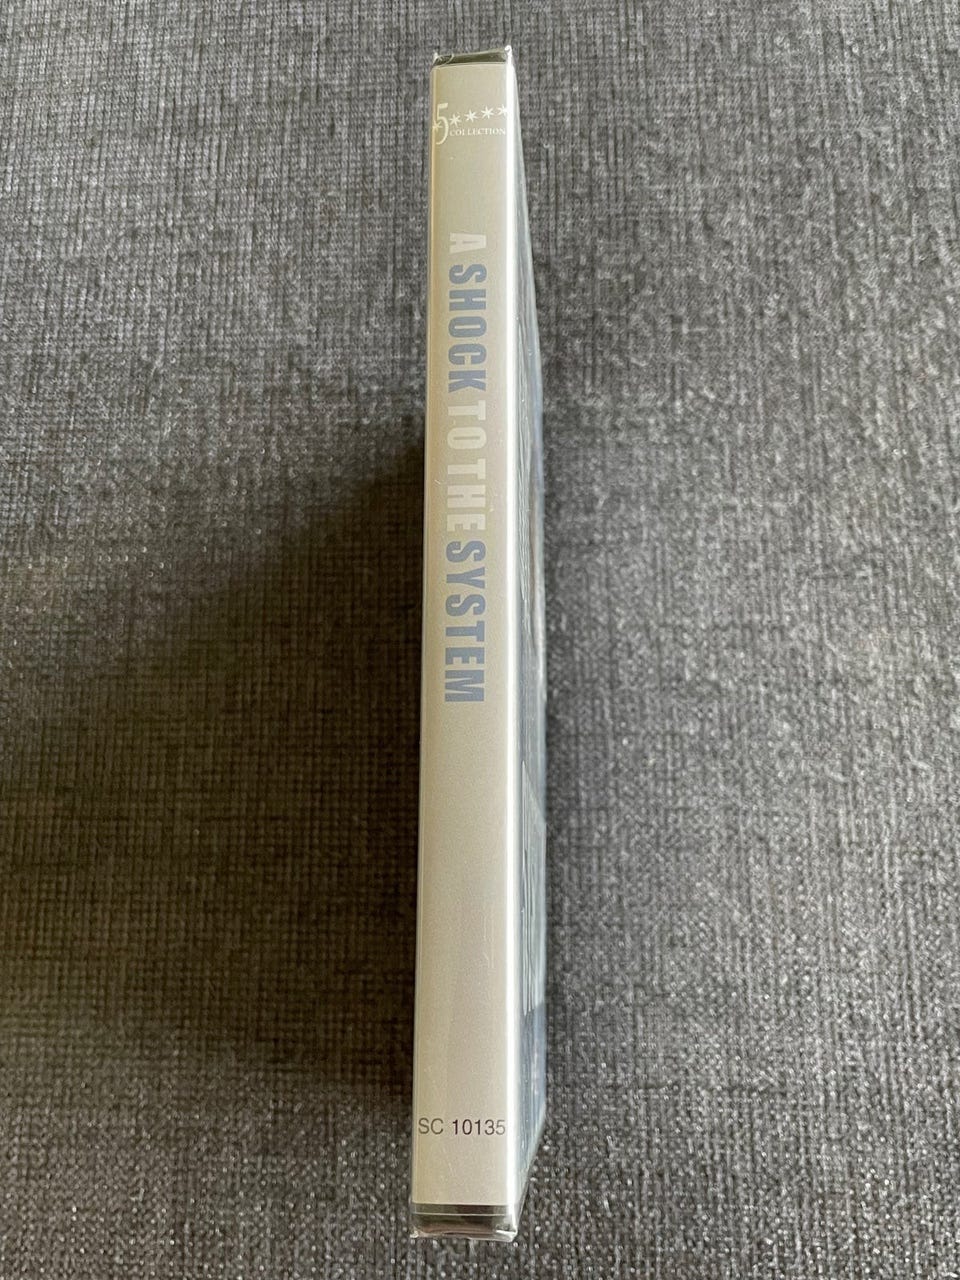 5
COLLECTION
A SHOCK TO THE SYSTEM
SC 10135